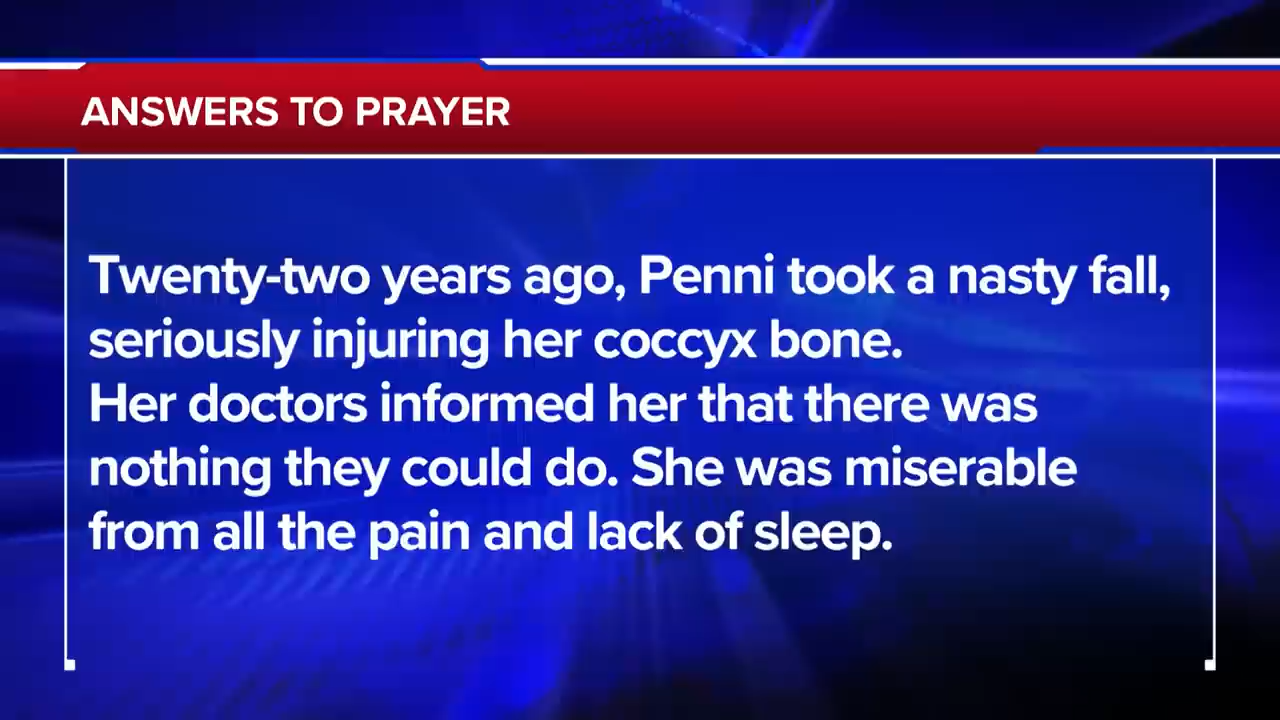 ANSWERS TO PRAYER
Twenty-two years ago, Penni took a nasty fall,
seriously injuring her coccyx bone.
Her doctors informed her that there was
nothing they could do. She was miserable
from all the pain and lack of sleep.